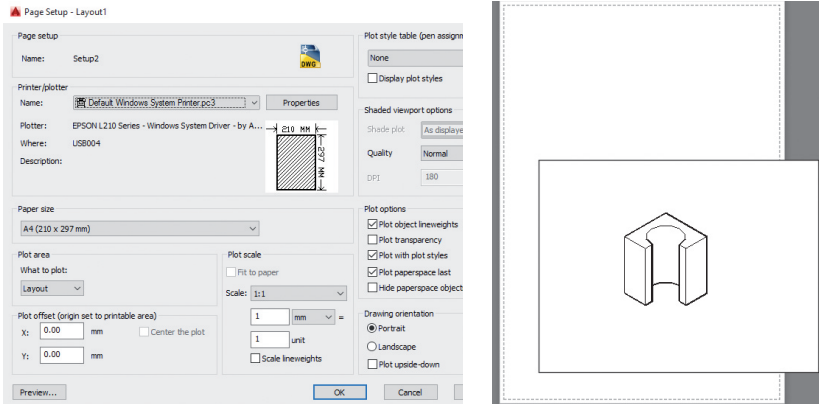 Page Setup - Layout1
Page setup
Name: Setup2
DWG
Printer/plotter
Name: Default Windows System Printer.pc3
Properties
Plotter: EPSON L210 Series - Windows System Driver - by A...
Where: USB004
Description:
210 MM
297 MM
Paper size
A4 (210 x 297 mm)
Plot area
What to plot:
Layout
Plot scale
Fit to paper
Scale: 1:1
1 mm =
1 unit
Scale lineweights
Plot offset (origin set to printable area)
X: 0.00 mm
Center the plot
Y: 0.00 mm
Preview...
Plot style table (pen assignm
None
Display plot styles
Shaded viewport options
Shade plot As displaye
Quality Normal
DPI 180
Plot options
Plot object lineweights
Plot transparency
Plot with plot styles
Plot paperspace last
Hide paperspace object
Drawing orientation
Portrait
Landscape
Plot upside-down
OK
Cancel